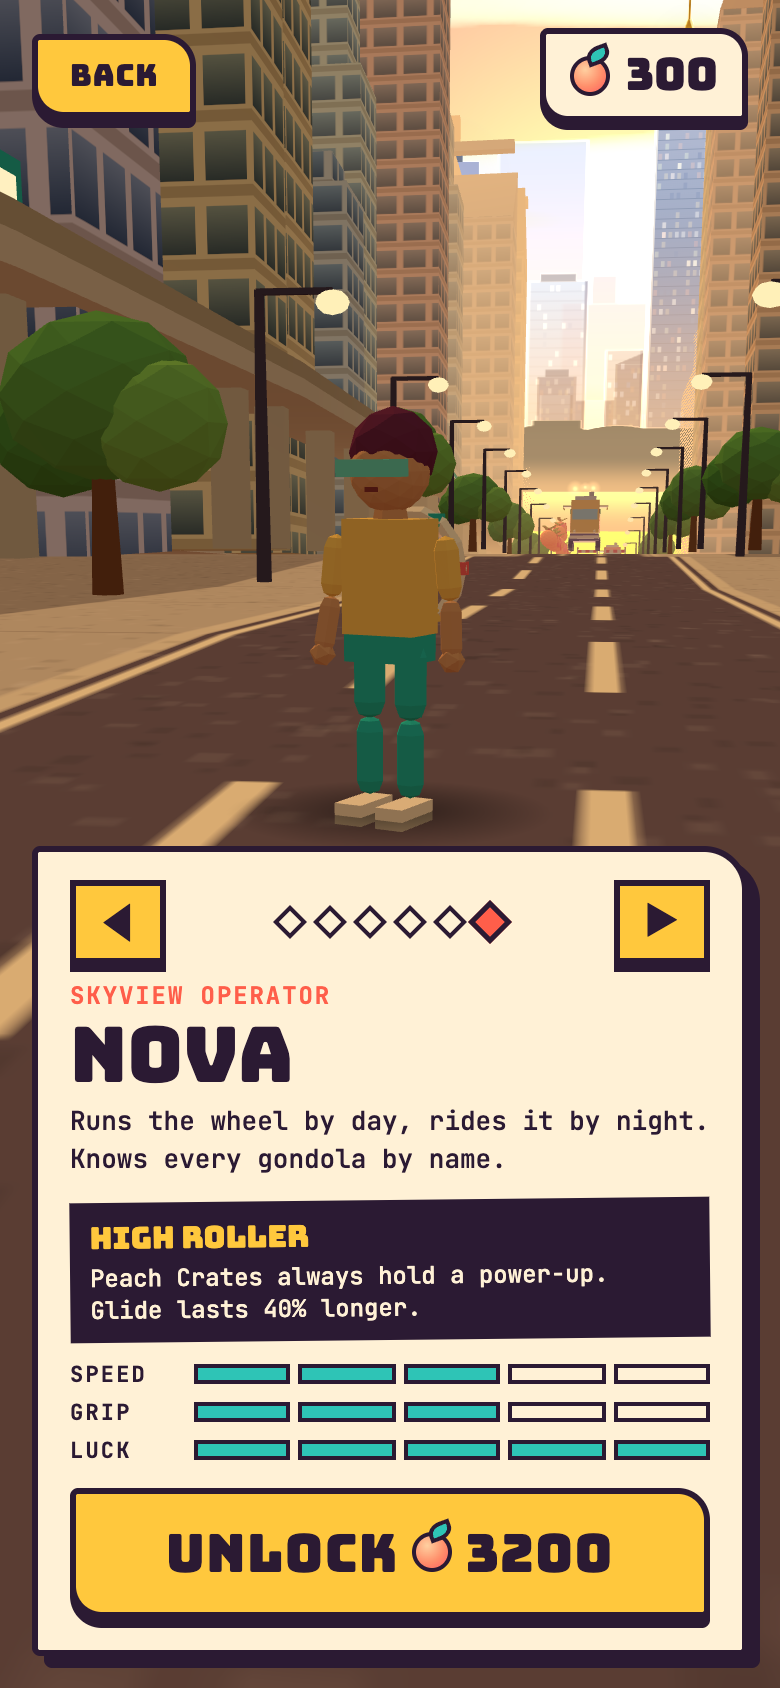 BACK
300
SKYVIEW OPERATOR
NOVA
Runs the wheel by day, rides it by night.
Knows every gondola by name.
HIGH ROLLER
Peach Crates always hold a power-up.
Glide lasts 40% longer.
SPEED
GRIP
LUCK
UNLOCK 3200